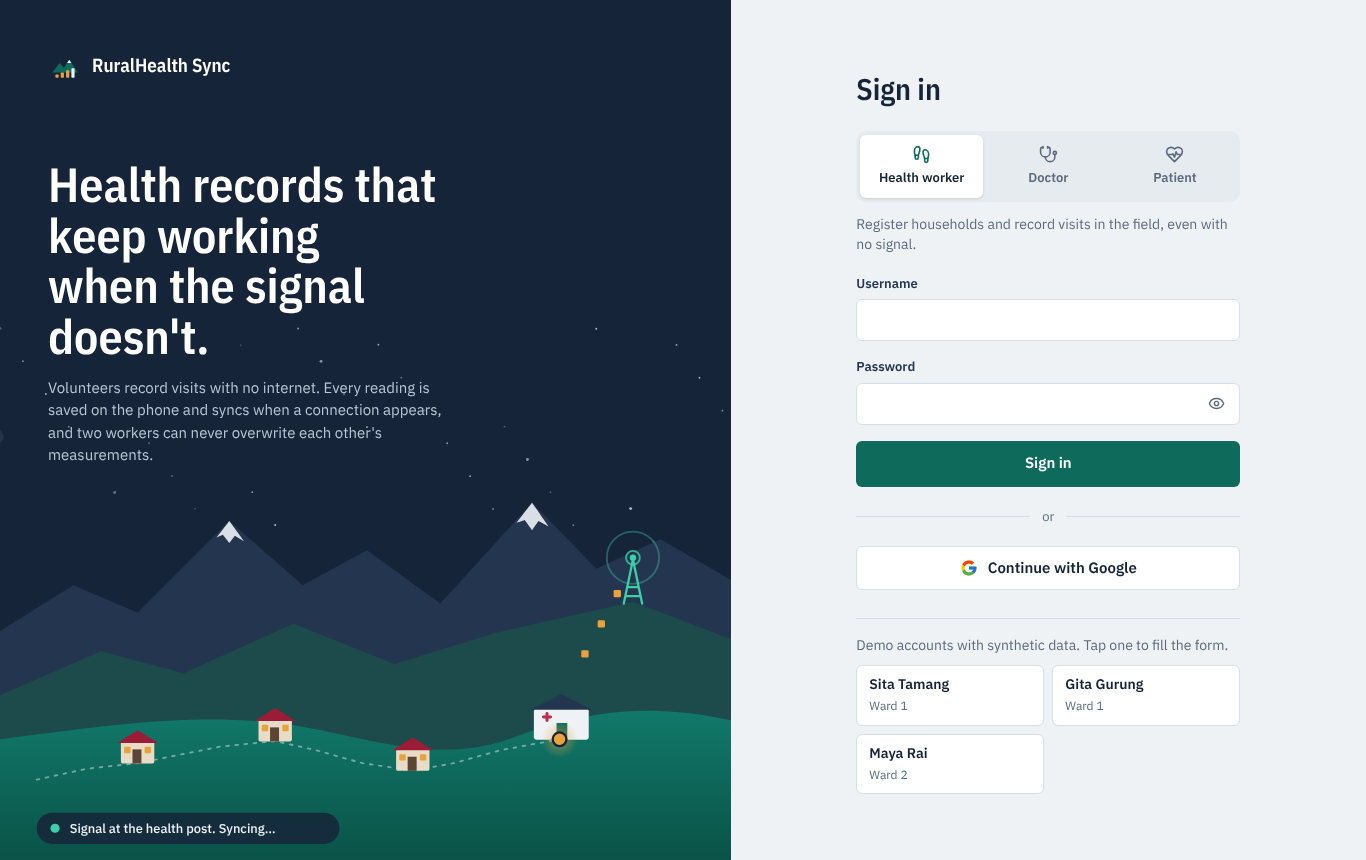 RuralHealth Sync
Health records that
keep working
when the signal
doesn't.
Volunteers record visits with no internet. Every reading is
saved on the phone and syncs when a connection appears,
and two workers can never overwrite each other's
measurements.
Signal at the health post. Syncing...
Sign in
Health worker
Doctor
Patient
Register households and record visits in the field, even with
no signal.
Username
Password
Sign in
or
Continue with Google
Demo accounts with synthetic data. Tap one to fill the form.
Sita Tamang
Ward 1
Gita Gurung
Ward 1
Maya Rai
Ward 2